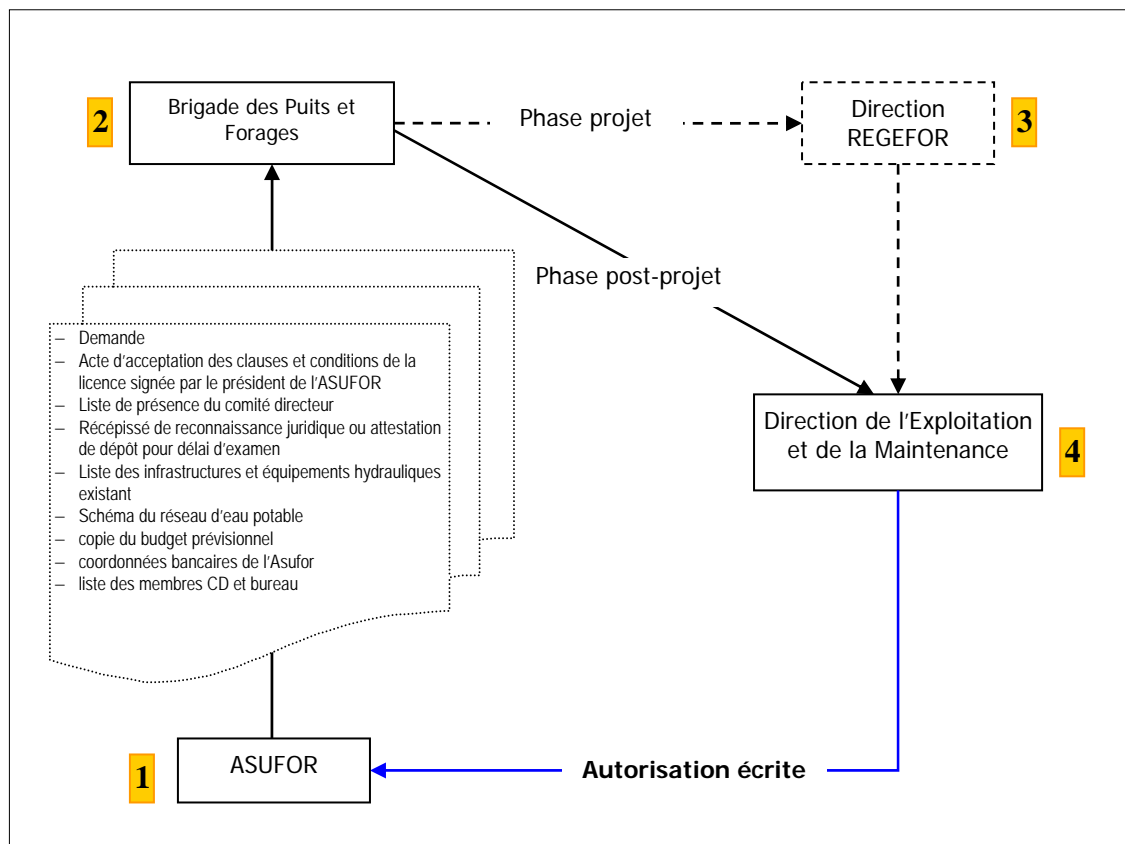 2
Brigade des Puits et
Forages
Phase projet
Direction
REGEFOR
3
Phase post-projet
– Demande
– Acte d'acceptation des clauses et conditions de la
licence signée par le président de l'ASUFOR
– Liste de présence du comité directeur
– Récépissé de reconnaissance juridique ou attestation
de dépôt pour délai d'examen
– Liste des infrastructures et équipements hydrauliques
existant
– Schéma du réseau d'eau potable
– copie du budget prévisionnel
– coordonnées bancaires de l'Asufor
– liste des membres CD et bureau
Direction de l'Exploitation
et de la Maintenance
4
1
ASUFOR
Autorisation écrite